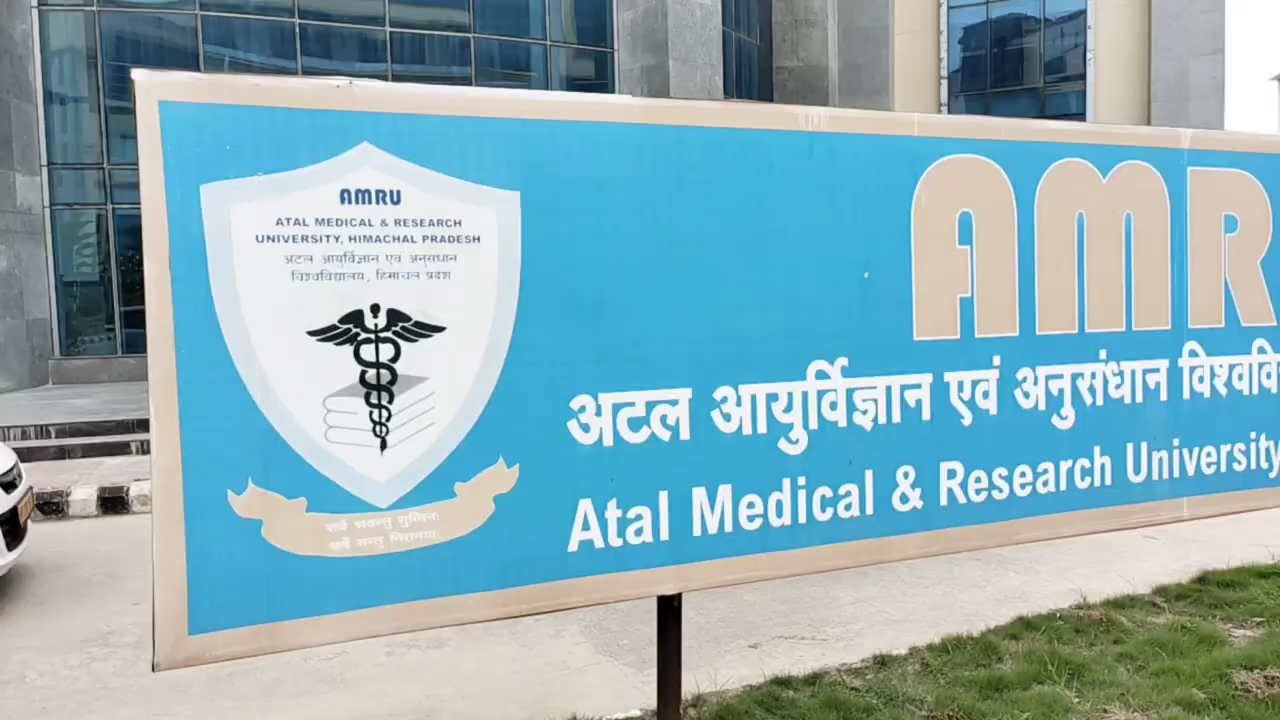 AMRU
ATAL MEDICAL & RESEARCH
UNIVERSITY, HIMACHAL PRADESH
अटल आयुर्विज्ञान एवं अनुसंधान
विश्वविद्यालय, हिमाचल प्रदेश
सर्वे भवन्तु सुखिनः
सर्वे सन्तु निरामयाः
AMR
अटल आयुर्विज्ञान एवं अनुसंधान विश्ववि
Atal Medical & Research University